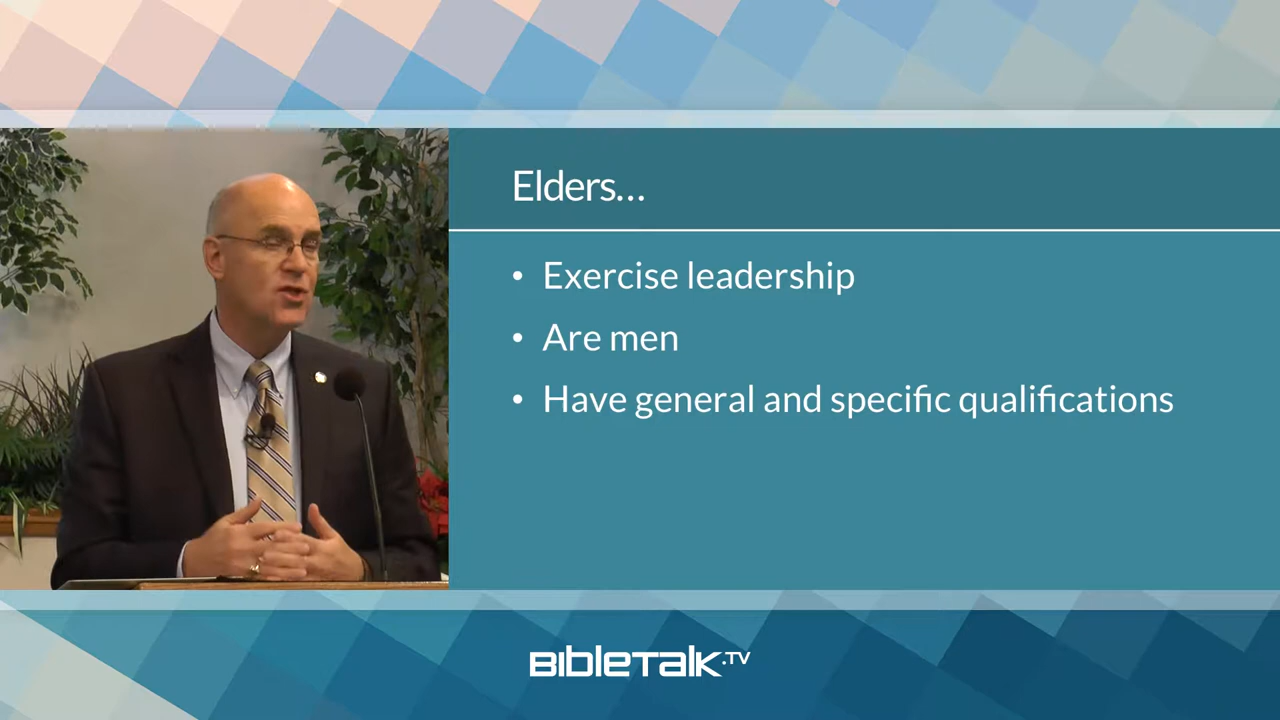 Elders...
• Exercise leadership
• Are men
• Have general and specific qualifications
BIBLETALK.TV